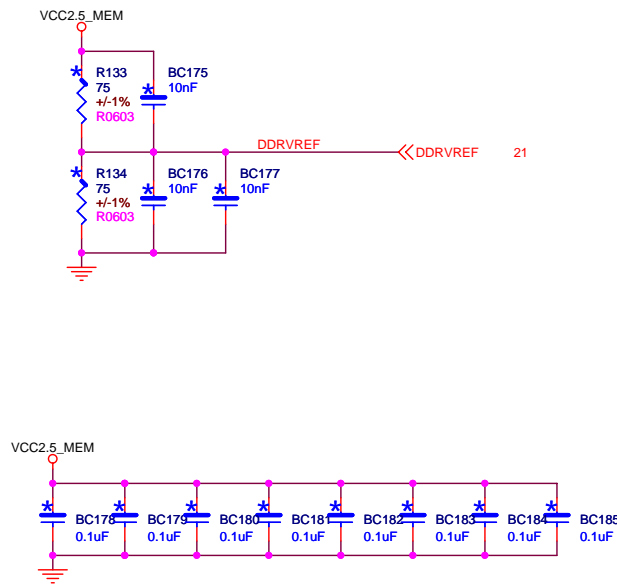 VCC2.5_MEM
R133
75
+/-1%
R0603
BC175
10nF
DDRVREF
DDRVREF 21
R134
75
+/-1%
R0603
BC176
10nF
BC177
10nF
VCC2.5_MEM
BC178 BC179 BC180 BC181 BC182 BC183 BC184 BC185
0.1uF 0.1uF 0.1uF 0.1uF 0.1uF 0.1uF 0.1uF 0.1uF